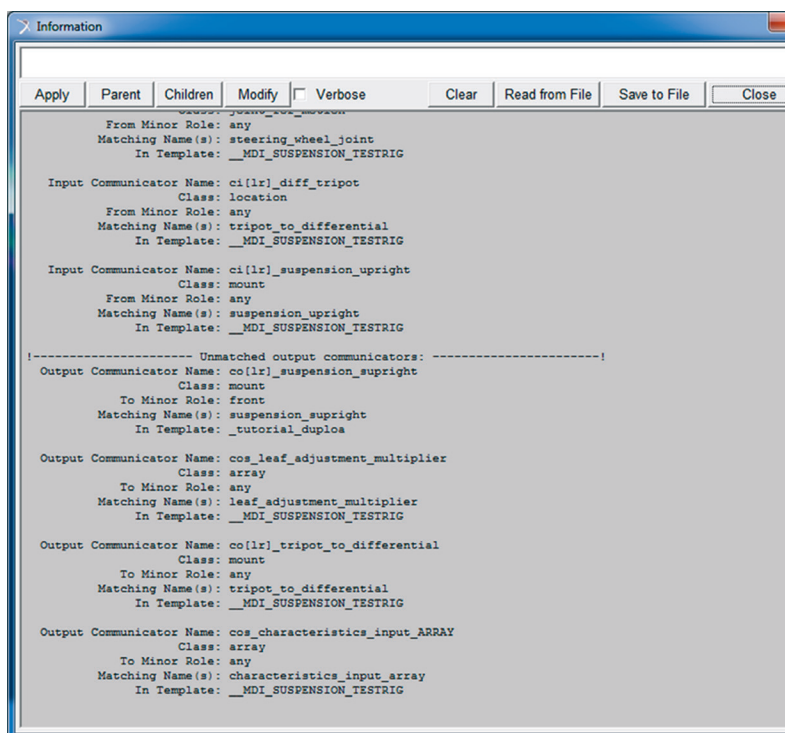 Information
Apply Parent Children Modify Verbose Clear Read from File Save to File Close
Class: joint_for_motion
From Minor Role: any
Matching Name(s): steering_wheel_joint
In Template: __MDI_SUSPENSION_TESTRIG
Input Communicator Name: ci[lr]_diff_tripot
Class: location
From Minor Role: any
Matching Name(s): tripot_to_differential
In Template: __MDI_SUSPENSION_TESTRIG
Input Communicator Name: ci[lr]_suspension_upright
Class: mount
From Minor Role: any
Matching Name(s): suspension_upright
In Template: __MDI_SUSPENSION_TESTRIG
!---------------------- Unmatched output communicators: -----------------------!
Output Communicator Name: co[lr]_suspension_supright
Class: mount
To Minor Role: front
Matching Name(s): suspension_supright
In Template: _tutorial_duploa
Output Communicator Name: cos_leaf_adjustment_multiplier
Class: array
To Minor Role: any
Matching Name(s): leaf_adjustment_multiplier
In Template: __MDI_SUSPENSION_TESTRIG
Output Communicator Name: co[lr]_tripot_to_differential
Class: mount
To Minor Role: any
Matching Name(s): tripot_to_differential
In Template: __MDI_SUSPENSION_TESTRIG
Output Communicator Name: cos_characteristics_input_ARRAY
Class: array
To Minor Role: any
Matching Name(s): characteristics_input_array
In Template: __MDI_SUSPENSION_TESTRIG